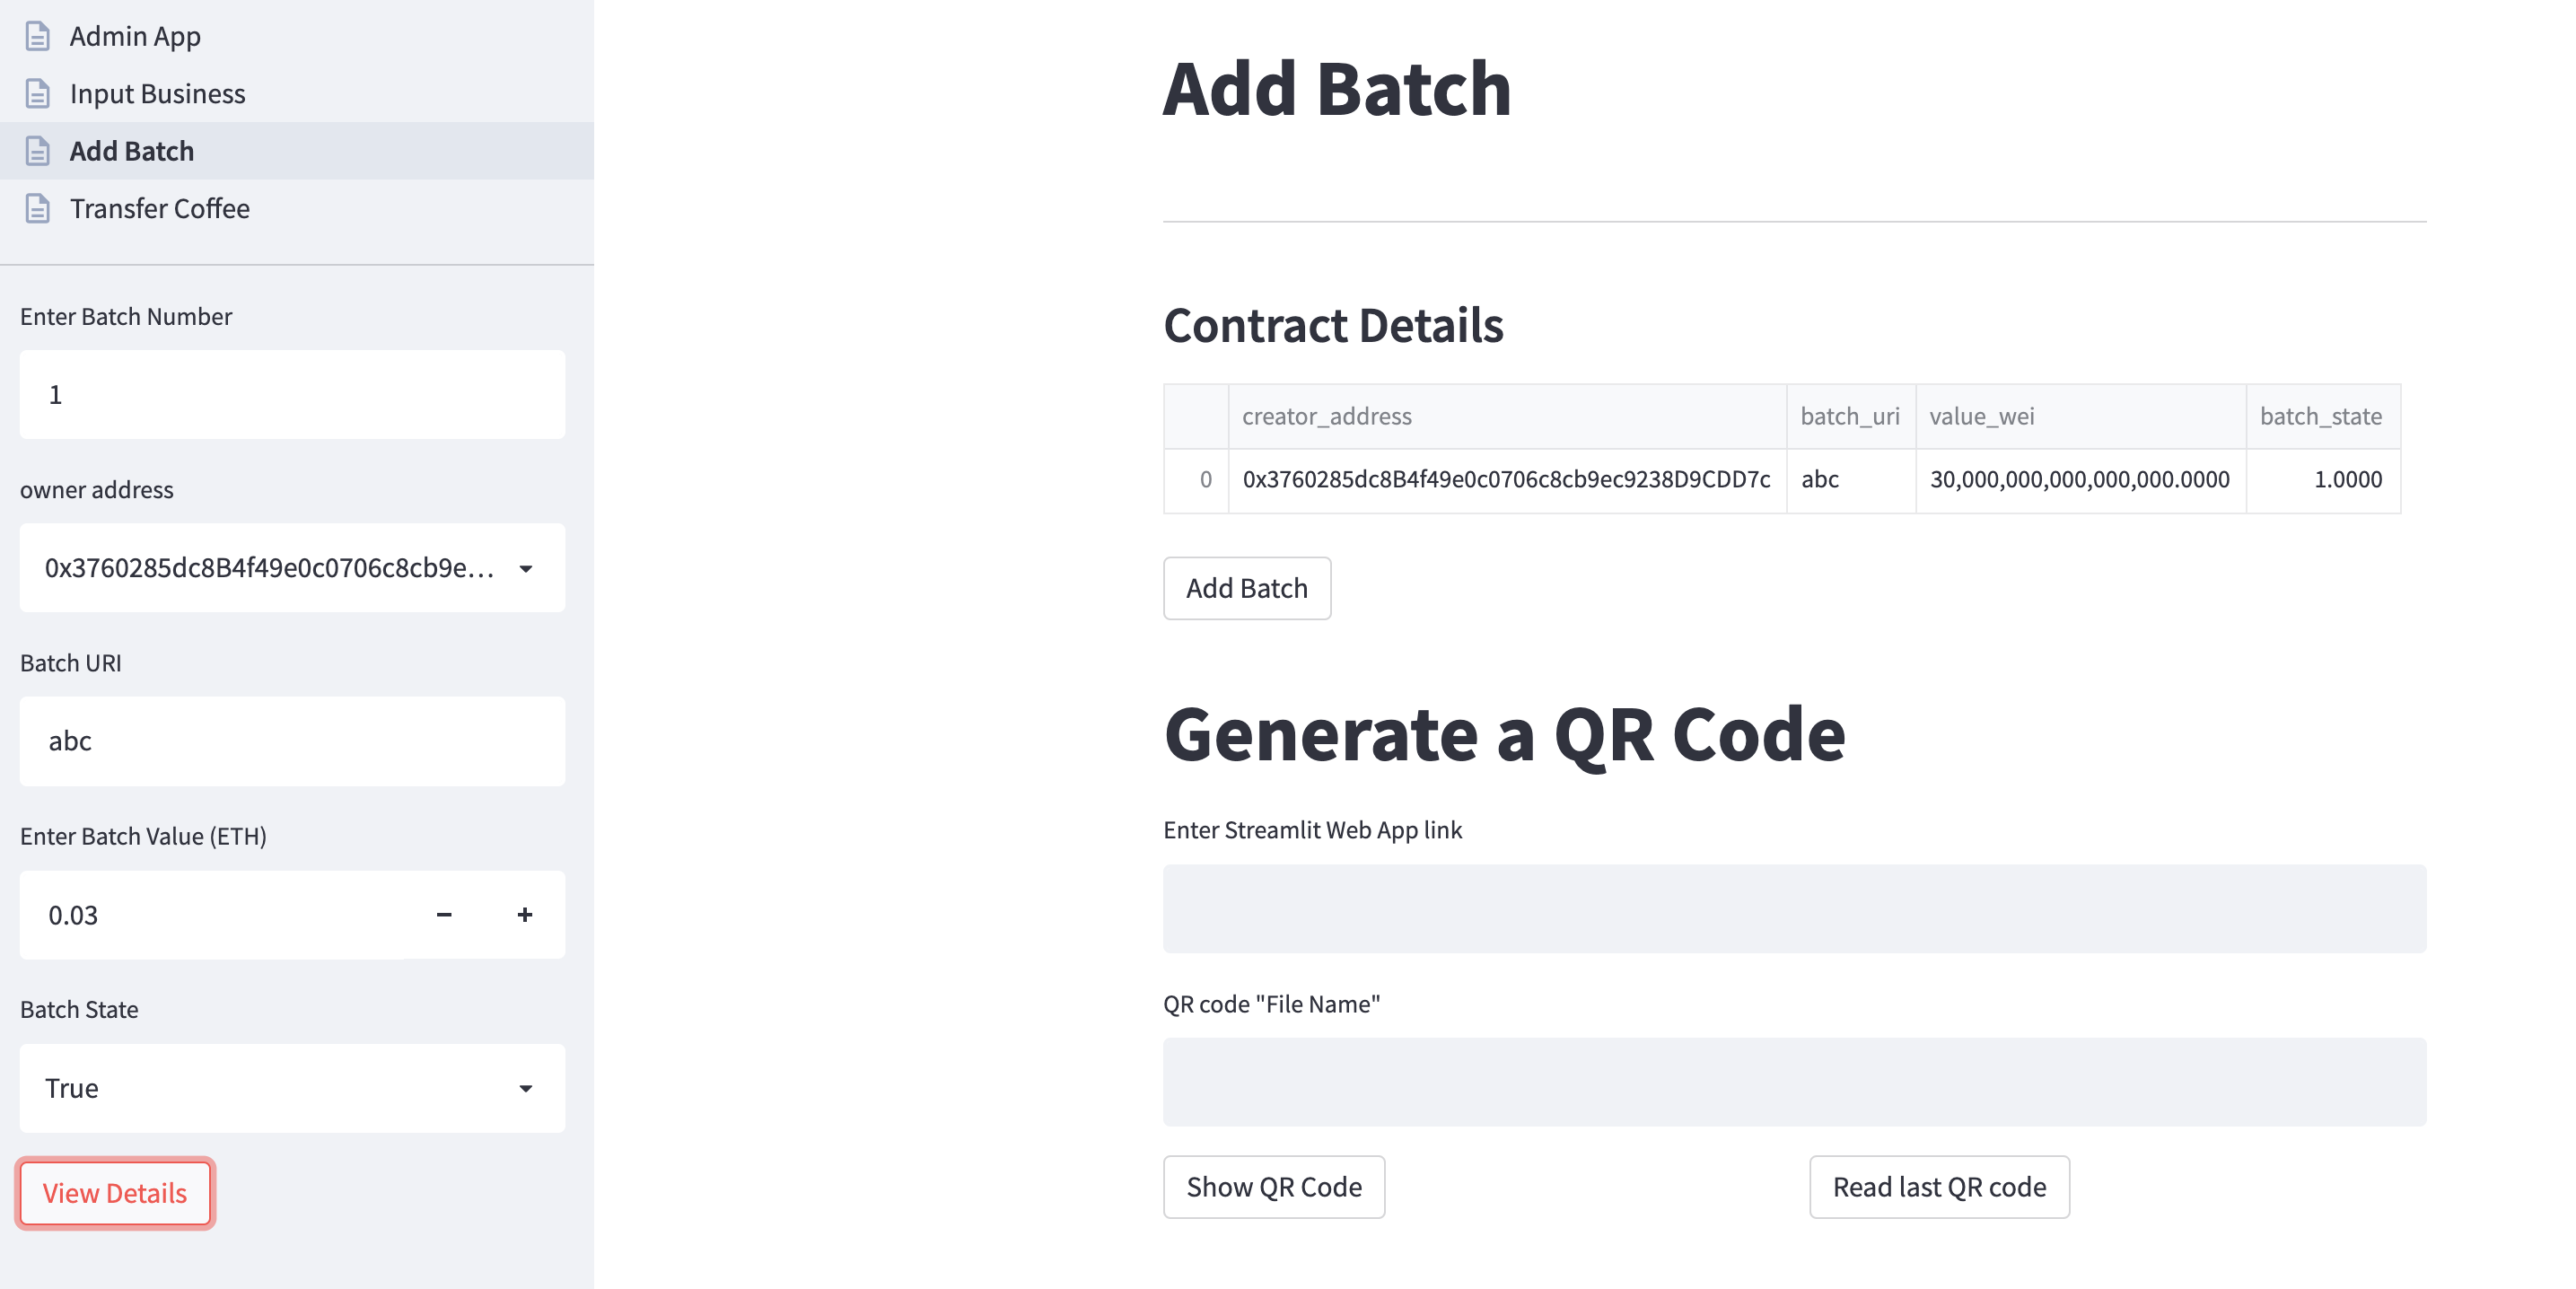 Admin App
Input Business
Add Batch
Transfer Coffee
Enter Batch Number
1
owner address
0x3760285dc8B4f49e0c0706c8cb9e...
Batch URI
abc
Enter Batch Value (ETH)
0.03
Batch State
True
View Details
Add Batch
Contract Details
creator_address batch_uri value_wei batch_state
0 0x3760285dc8B4f49e0c0706c8cb9ec9238D9CDD7c abc 30,000,000,000,000,000.0000 1.0000
Add Batch
Generate a QR Code
Enter Streamlit Web App link
QR code "File Name"
Show QR Code Read last QR code